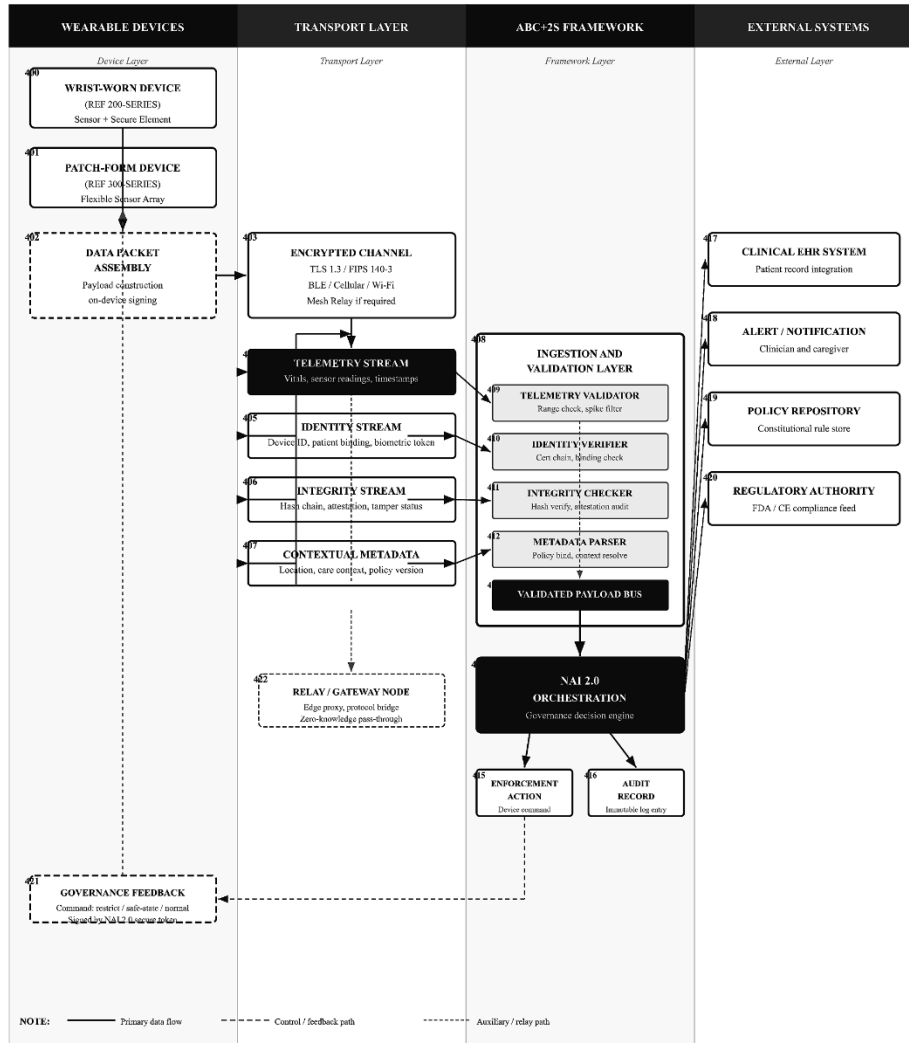 WEARABLE DEVICES
TRANSPORT LAYER
ABC+2S FRAMEWORK
EXTERNAL SYSTEMS
Device Layer
Transport Layer
Framework Layer
External Layer
400
WRIST-WORN DEVICE
(REF 200-SERIES)
Sensor + Secure Element
401
PATCH-FORM DEVICE
(REF 300-SERIES)
Flexible Sensor Array
402
DATA PACKET
ASSEMBLY
Payload construction
on-device signing
403
ENCRYPTED CHANNEL
TLS 1.3 / FIPS 140-3
BLE / Cellular / Wi-Fi
Mesh Relay if required
4
TELEMETRY STREAM
Vitals, sensor readings, timestamps
405
IDENTITY STREAM
Device ID, patient binding, biometric token
406
INTEGRITY STREAM
Hash chain, attestation, tamper status
407
CONTEXTUAL METADATA
Location, care context, policy version
422
RELAY / GATEWAY NODE
Edge proxy, protocol bridge
Zero-knowledge pass-through
408
INGESTION AND
VALIDATION LAYER
409
TELEMETRY VALIDATOR
Range check, spike filter
410
IDENTITY VERIFIER
Cert chain, binding check
411
INTEGRITY CHECKER
Hash verify, attestation audit
412
METADATA PARSER
Policy bind, context resolve
4
VALIDATED PAYLOAD BUS
4
NAI 2.0
ORCHESTRATION
Governance decision engine
415
ENFORCEMENT
ACTION
Device command
416
AUDIT
RECORD
Immutable log entry
417
CLINICAL EHR SYSTEM
Patient record integration
418
ALERT / NOTIFICATION
Clinician and caregiver
419
POLICY REPOSITORY
Constitutional rule store
420
REGULATORY AUTHORITY
FDA / CE compliance feed
421
GOVERNANCE FEEDBACK
Command: restrict / safe-state / normal
Signed by NAI 2.0 secure token
NOTE:
Primary data flow
Control / feedback path
Auxiliary / relay path